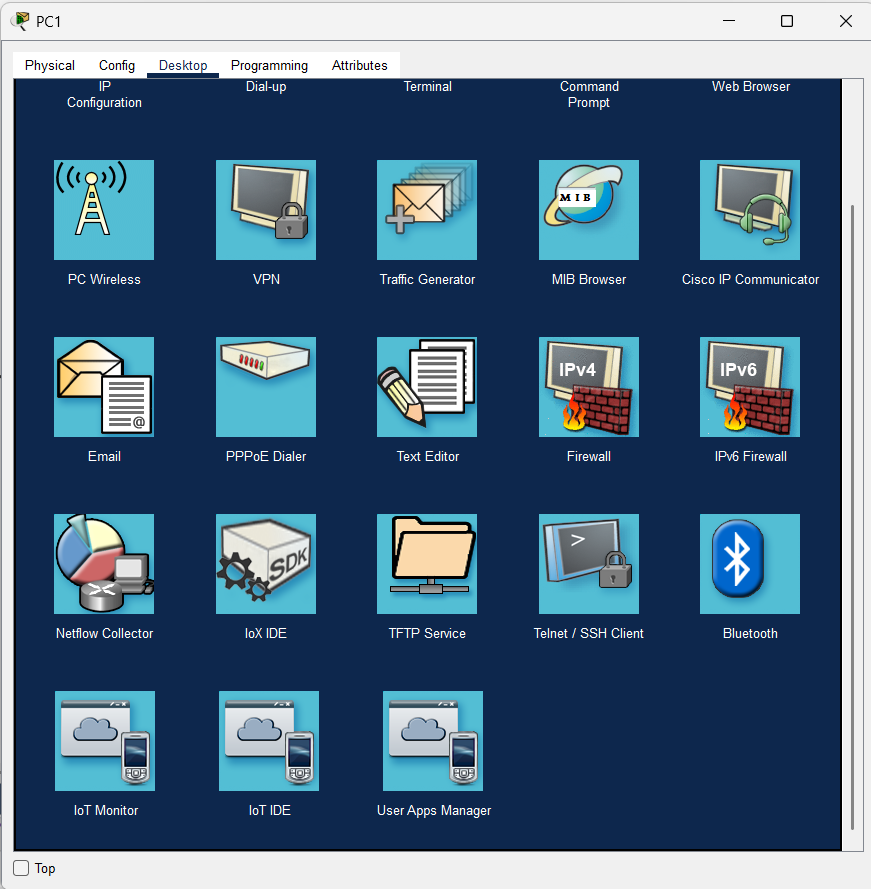 PC1
Physical Config Desktop Programming Attributes
IP
Configuration
Dial-up
Terminal
Command
Prompt
Web Browser
MIB
PC Wireless
VPN
Traffic Generator
MIB Browser
Cisco IP Communicator
@
IPv4
IPv6
Email
PPPoE Dialer
Text Editor
Firewall
IPv6 Firewall
SDK
>
Netflow Collector
IoX IDE
TFTP Service
Telnet / SSH Client
Bluetooth
IoT Monitor
IoT IDE
User Apps Manager
Top